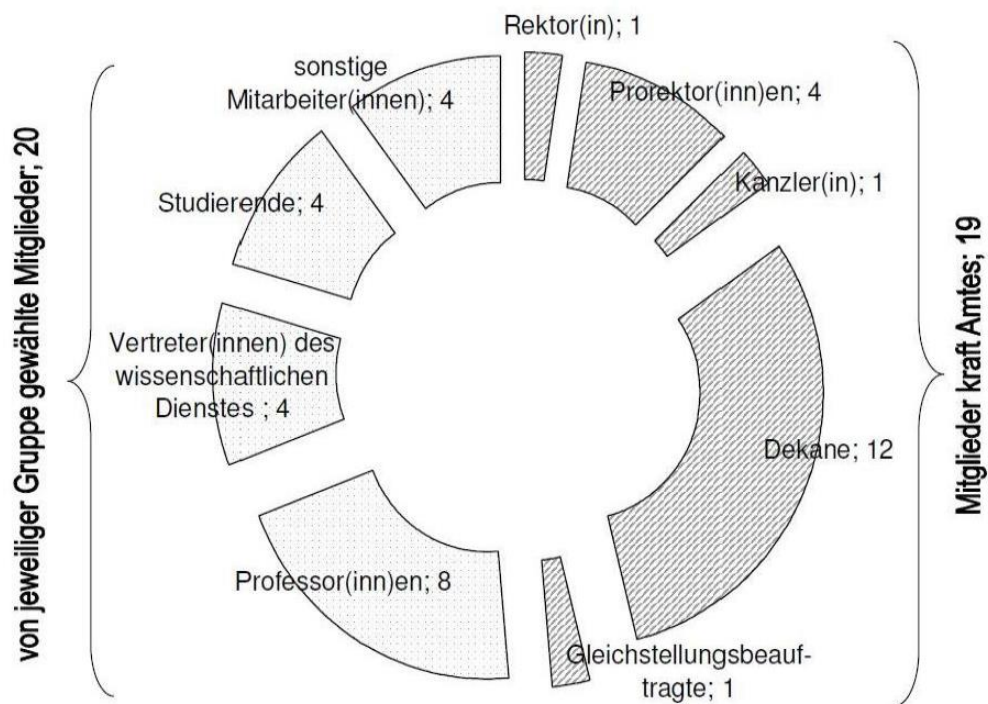 Rektor(in); 1
Prorektor(inn)en; 4
Kanzler(in); 1
Dekane; 12
Gleichstellungsbeauf-
tragte; 1
Professor(inn)en; 8
Vertreter(innen) des
wissenschaftlichen
Dienstes ; 4
Studierende; 4
sonstige
Mitarbeiter(innen); 4
von jeweiliger Gruppe gewählte Mitglieder; 20
Mitglieder kraft Amtes; 19